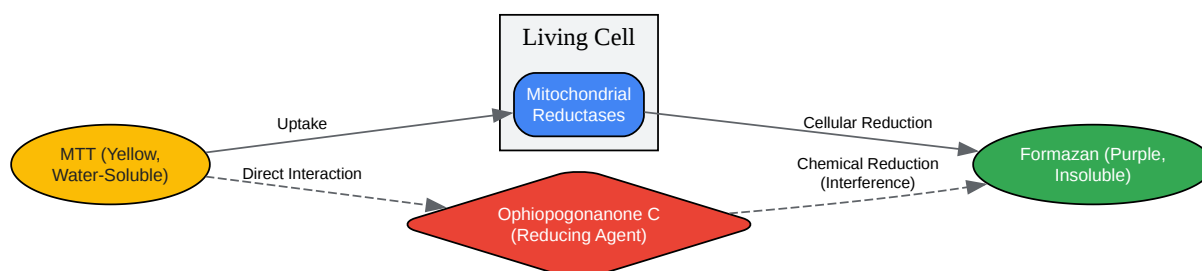 Living Cell
Mitochondrial
Reductases
Uptake
Cellular Reduction
MTT (Yellow,
Water-Soluble)
Direct Interaction
Chemical Reduction
(Interference)
Formazan (Purple,
Insoluble)
Ophiopogonanone C
(Reducing Agent)